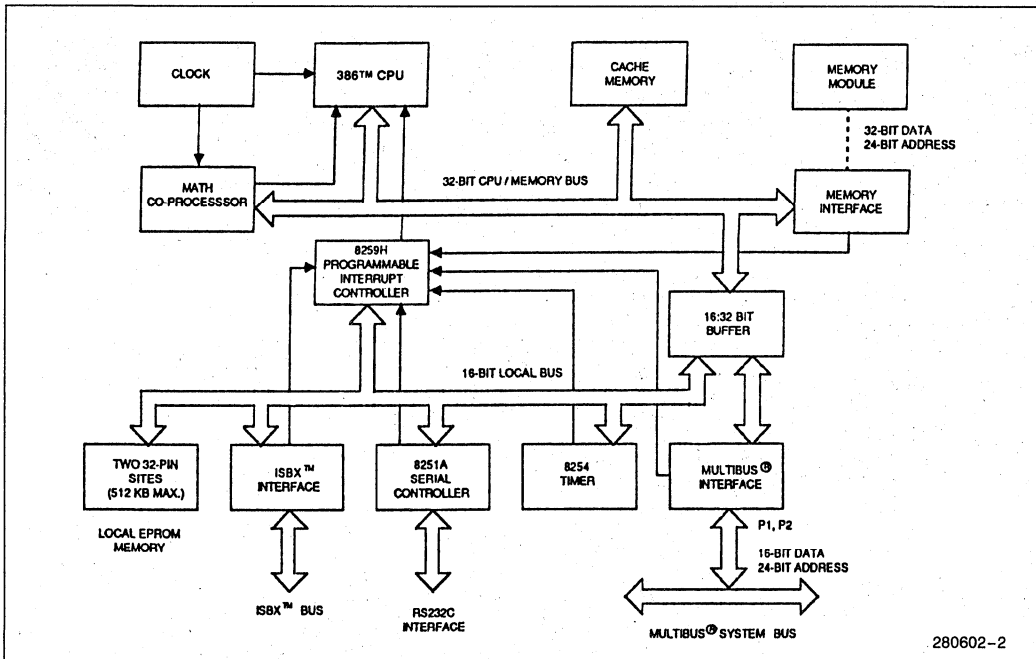 CLOCK
386™ CPU
CACHE
MEMORY
MEMORY
MODULE
32-BIT DATA
24-BIT ADDRESS
MATH
CO-PROCESSSOR
32-BIT CPU / MEMORY BUS
MEMORY
INTERFACE
8259H
PROGRAMMABLE
INTERRUPT
CONTROLLER
16:32 BIT
BUFFER
16-BIT LOCAL BUS
TWO 32-PIN
SITES
(512 KB MAX.)
LOCAL EPROM
MEMORY
ISBX™
INTERFACE
8251A
SERIAL
CONTROLLER
8254
TIMER
MULTIBUS®
INTERFACE
P1, P2
16-BIT DATA
24-BIT ADDRESS
ISBX™ BUS
RS232C
INTERFACE
MULTIBUS® SYSTEM BUS
280602-2